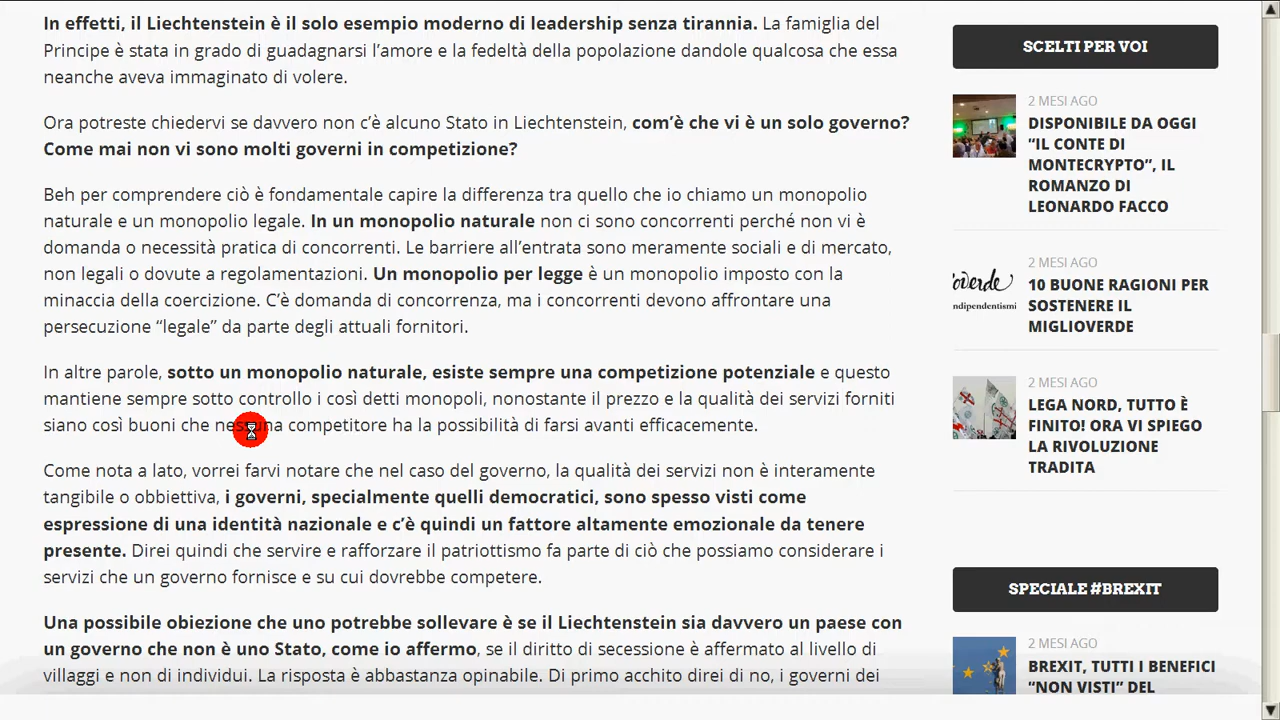 In effetti, il Liechtenstein è il solo esempio moderno di leadership senza tirannia. La famiglia del
Principe è stata in grado di guadagnarsi l’amore e la fedeltà della popolazione dandole qualcosa che essa
neanche aveva immaginato di volere.
Ora potreste chiedervi se davvero non c’è alcuno Stato in Liechtenstein, com’è che vi è un solo governo?
Come mai non vi sono molti governi in competizione?
Beh per comprendere ciò è fondamentale capire la differenza tra quello che io chiamo un monopolio
naturale e un monopolio legale. In un monopolio naturale non ci sono concorrenti perché non vi è
domanda o necessità pratica di concorrenti. Le barriere all’entrata sono meramente sociali e di mercato,
non legali o dovute a regolamentazioni. Un monopolio per legge è un monopolio imposto con la
minaccia della coercizione. C’è domanda di concorrenza, ma i concorrenti devono affrontare una
persecuzione “legale” da parte degli attuali fornitori.
In altre parole, sotto un monopolio naturale, esiste sempre una competizione potenziale e questo
mantiene sempre sotto controllo i così detti monopoli, nonostante il prezzo e la qualità dei servizi forniti
siano così buoni che nessuna competitore ha la possibilità di farsi avanti efficacemente.
Come nota a lato, vorrei farvi notare che nel caso del governo, la qualità dei servizi non è interamente
tangibile o obbiettiva, i governi, specialmente quelli democratici, sono spesso visti come
espressione di una identità nazionale e c’è quindi un fattore altamente emozionale da tenere
presente. Direi quindi che servire e rafforzare il patriottismo fa parte di ciò che possiamo considerare i
servizi che un governo fornisce e su cui dovrebbe competere.
Una possibile obiezione che uno potrebbe sollevare è se il Liechtenstein sia davvero un paese con
un governo che non è uno Stato, come io affermo, se il diritto di secessione è affermato al livello di
villaggi e non di individui. La risposta è abbastanza opinabile. Di primo acchito direi di no, i governi dei
SCELTI PER VOI
2 MESI AGO
DISPONIBILE DA OGGI
“IL CONTE DI
MONTECRYPTO”, IL
ROMANZO DI
LEONARDO FACCO
overde
ndipendentismi
2 MESI AGO
10 BUONE RAGIONI PER
SOSTENERE IL
MIGLIOVERDE
2 MESI AGO
LEGA NORD, TUTTO È
FINITO! ORA VI SPIEGO
LA RIVOLUZIONE
TRADITA
SPECIALE #BREXIT
2 MESI AGO
BREXIT, TUTTI I BENEFICI
“NON VISTI” DEL